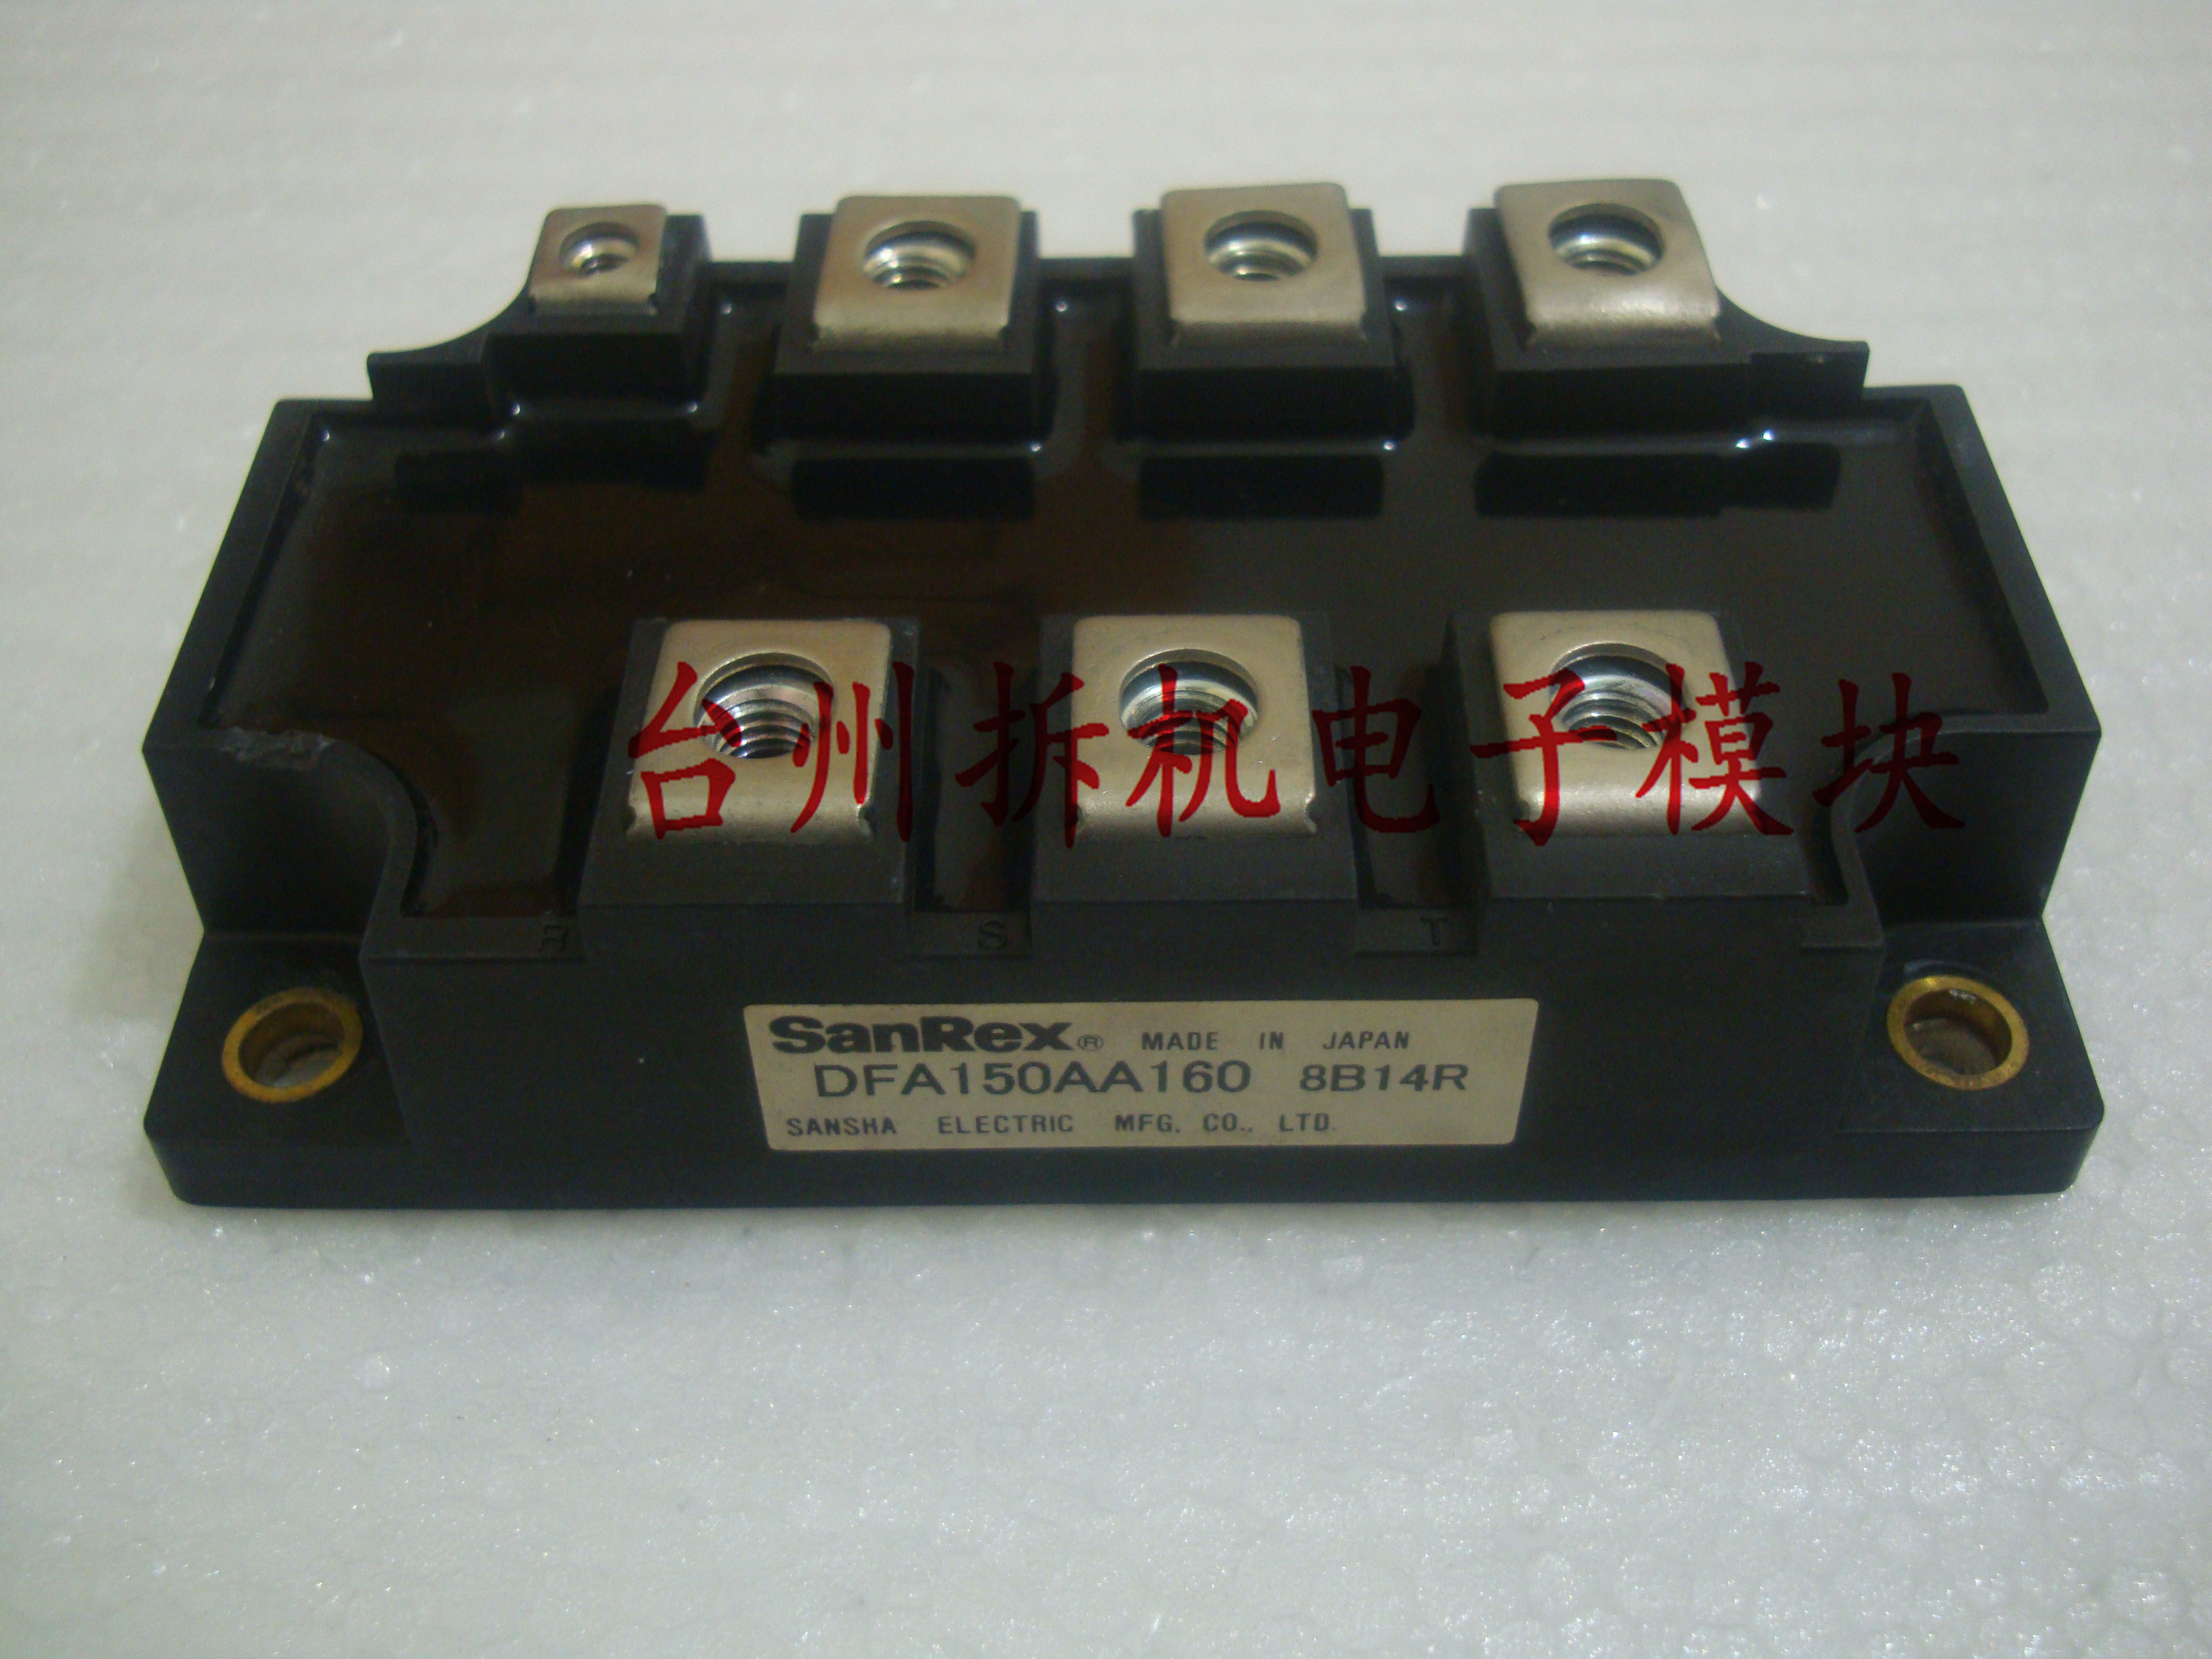 台州拆机电子模块
R S T
SanRex® MADE IN JAPAN
DFA150AA160 8B14R
SANSHA ELECTRIC MFG. CO., LTD.